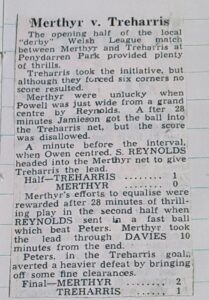 Merthyr v. Treharris
The opening half of the local
"derby" Welsh League match
between Merthyr and Treharris at
Penydarren Park provided plenty
of thrills.
Treharris took the initiative, but
although they forced six corners no
score resulted.
Merthyr were unlucky when
Powell was just wide from a grand
centre by Reynolds. A after 28
minutes Jamieson got the ball into
the Treharris net, but the score
was disallowed.
A minute before the interval,
when Owen centred, S. REYNOLDS
headed into the Merthyr net to give
Treharris the lead.
Half—TREHARRIS ........ 1
MERTHYR ........ 0
Merthyr's efforts to equalise were
rewarded after 28 minutes of thrill-
ing play in the second half when
REYNOLDS sent in a fast ball
which beat Peters. Merthyr took
the lead through DAVIES 10
minutes from the end.
Peters, in the Treharris goal,
averted a heavier defeat by bringing
off some fine clearances.
Final—MERTHYR ........ 2
TREHARRIS ........ 1